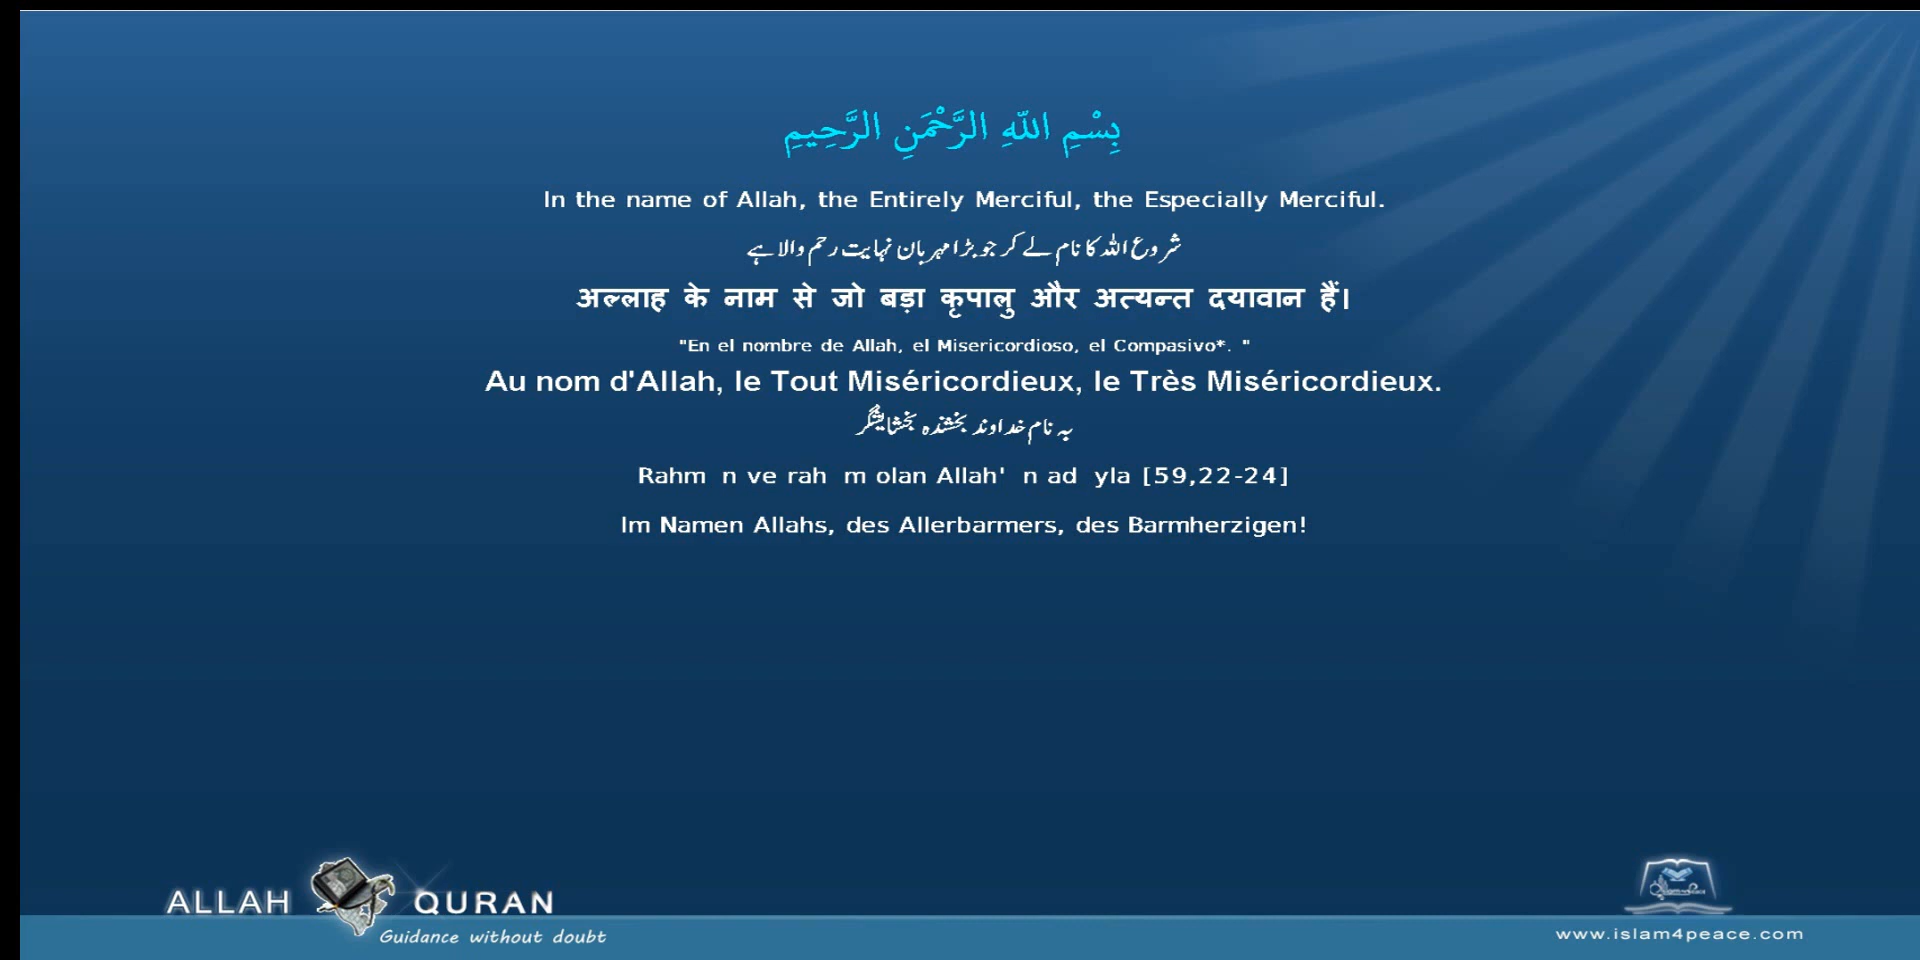 بِسْمِ اللَّهِ الرَّحْمَنِ الرَّحِيمِ
In the name of Allah, the Entirely Merciful, the Especially Merciful.
شروع الله کا نام لے کر جو بڑا مہربان نہایت رحم والا ہے
अल्लाह के नाम से जो बड़ा कृपालु और अत्यन्त दयावान हैं।
"En el nombre de Allah, el Misericordioso, el Compasivo*. "
Au nom d'Allah, le Tout Miséricordieux, le Très Miséricordieux.
به نام خداوند بخشنده بخشایشگر
Rahm n ve rah m olan Allah' n ad yla [59,22-24]
Im Namen Allahs, des Allerbarmers, des Barmherzigen!
ALLAH QURAN
Guidance without doubt
www.islam4peace.com